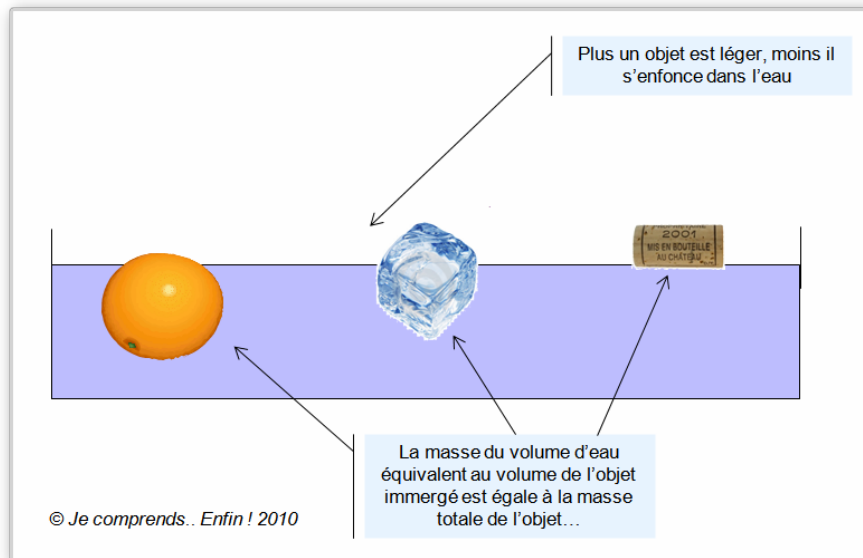 Plus un objet est léger, moins il
s'enfonce dans l'eau
2001
MIS EN BOUTEILLE
AU CHÂTEAU
La masse du volume d'eau
équivalent au volume de l'objet
immergé est égale à la masse
totale de l'objet…
© Je comprends.. Enfin ! 2010